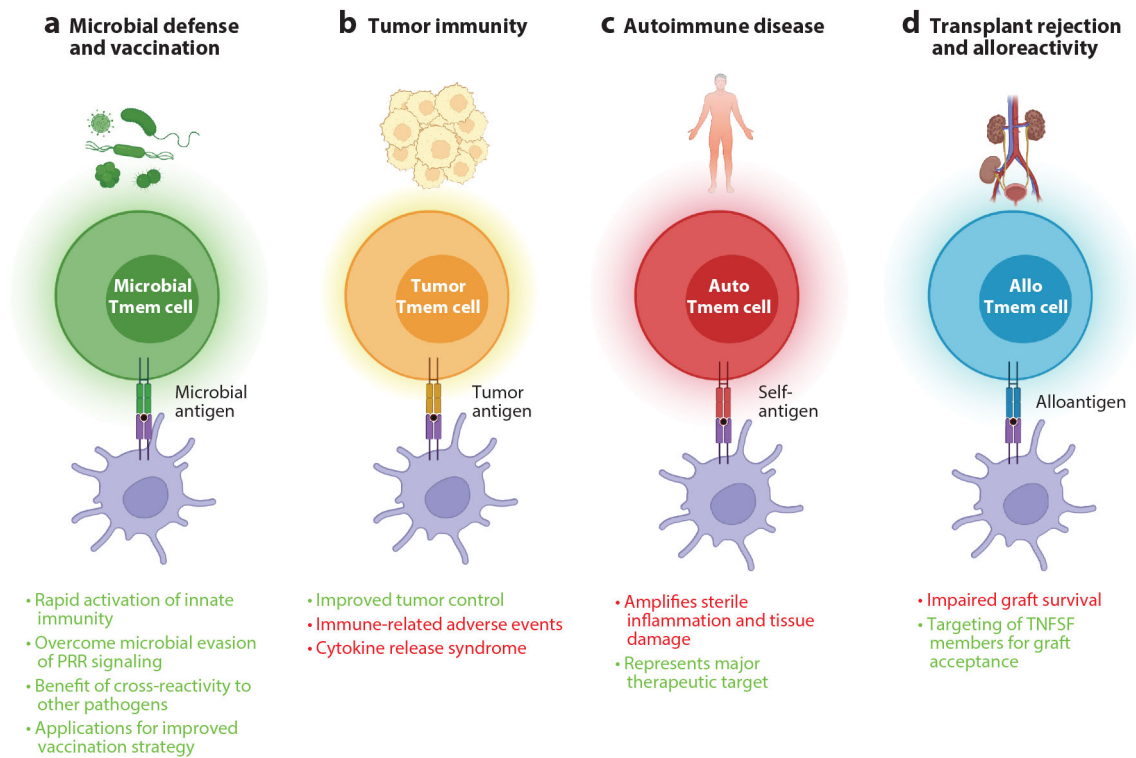 a Microbial defense
and vaccination
Microbial
Tmem cell
Microbial
antigen
• Rapid activation of innate
immunity
• Overcome microbial evasion
of PRR signaling
• Benefit of cross-reactivity to
other pathogens
• Applications for improved
vaccination strategy
b Tumor immunity
Tumor
Tmem cell
Tumor
antigen
• Improved tumor control
• Immune-related adverse events
• Cytokine release syndrome
c Autoimmune disease
Auto
Tmem cell
Self-
antigen
• Amplifies sterile
inflammation and tissue
damage
• Represents major
therapeutic target
d Transplant rejection
and alloreactivity
Allo
Tmem cell
Alloantigen
• Impaired graft survival
• Targeting of TNFSF
members for graft
acceptance